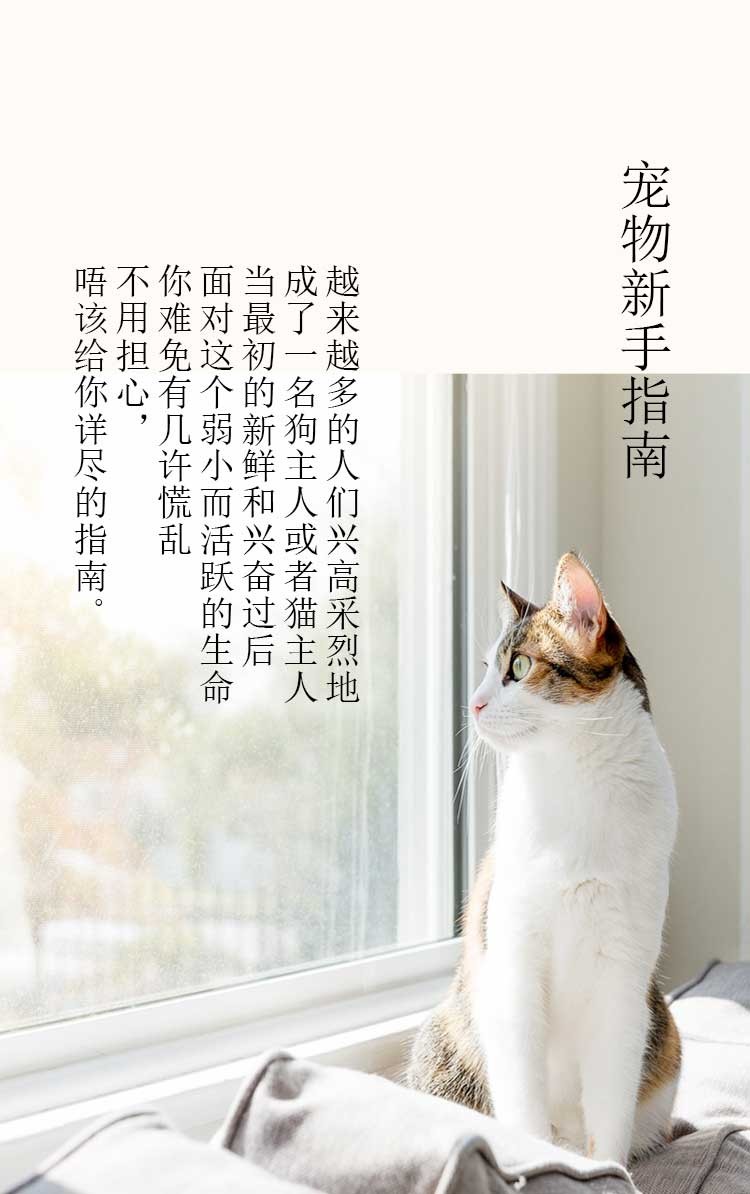 宠物新手指南
越来越多的人们兴高采烈地
成了一名狗主人或者猫主人
当最初的新鲜和兴奋过后
面对这个弱小而活跃的生命
你难免有几许慌乱
不用担心，
唔该给你详尽的指南。